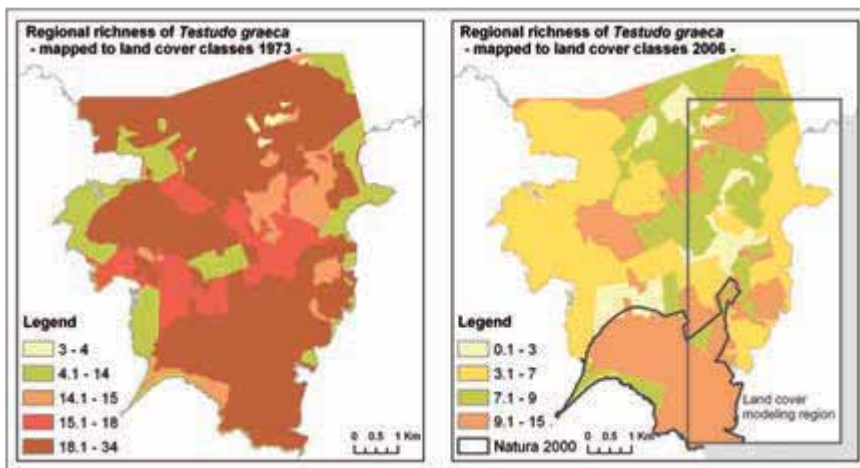 Regional richness of Testudo graeca
- mapped to land cover classes 1973 -
Legend
3 - 4
4.1 - 14
14.1 - 15
15.1 - 18
18.1 - 34
0 0.5 1 Km
Regional richness of Testudo graeca
- mapped to land cover classes 2006 -
Legend
0.1 - 3
3.1 - 7
7.1 - 9
9.1 - 15
Natura 2000
Land cover
modeling region
0 0.5 1 Km